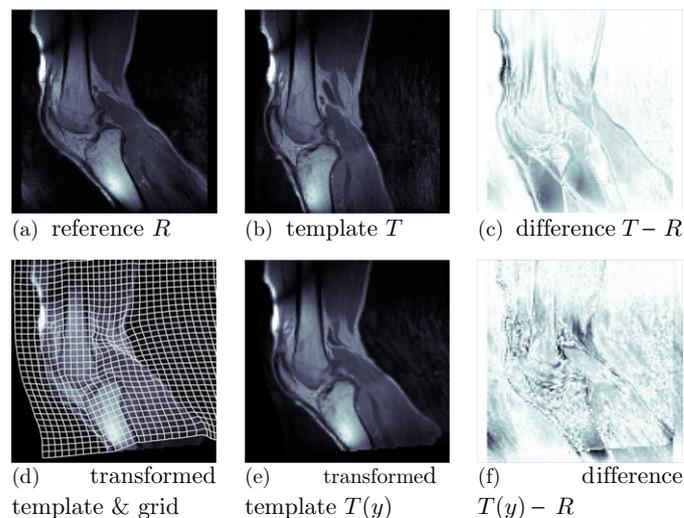 (a) reference R
(b) template T
(c) difference T − R
(d) transformed
template & grid
(e) transformed
template T(y)
(f) difference
T(y) − R